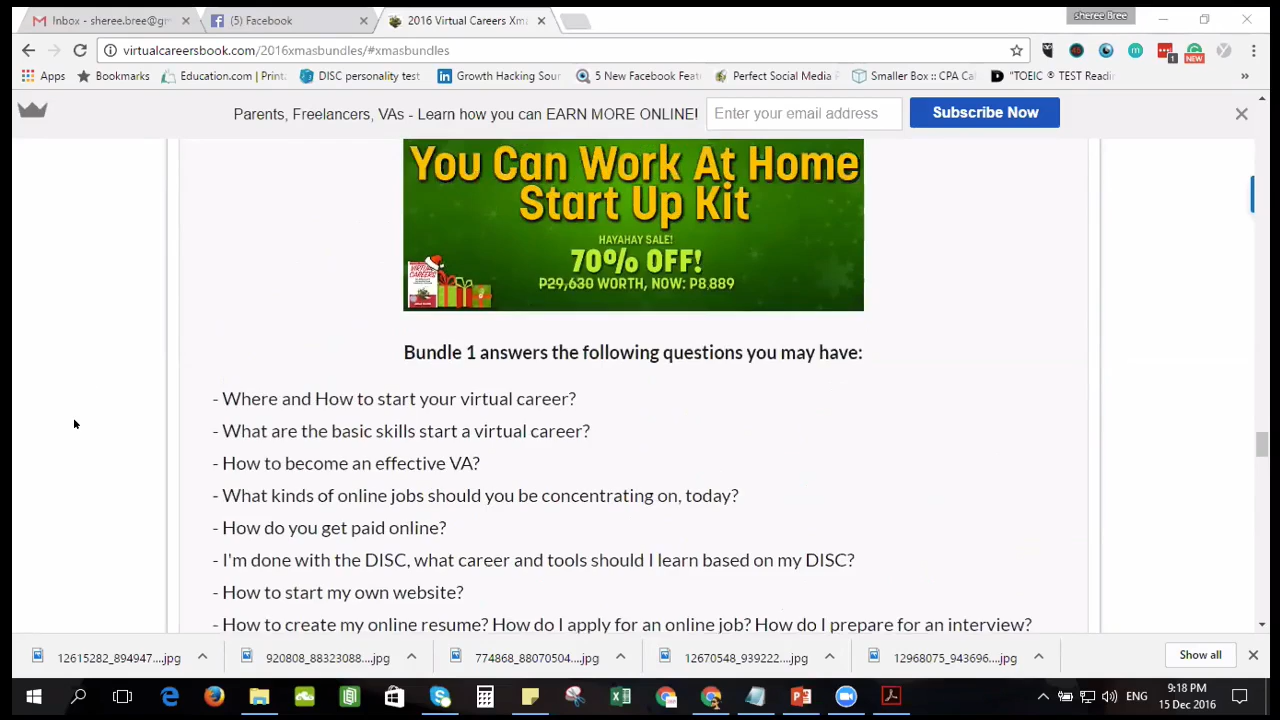 Inbox - sheree.bree@gm
(5) Facebook
2016 Virtual Careers Xma
sheree Bree
virtualcareersbook.com/2016xmasbundles/#xmasbundles
Apps
Bookmarks
Education.com | Print.
DISC personality test
Growth Hacking Sour
5 New Facebook Feat
Perfect Social Media
Smaller Box :: CPA Ca
"TOEIC ® TEST Readin
1
NEW
Parents, Freelancers, VAs - Learn how you can EARN MORE ONLINE!
Enter your email address
Subscribe Now
You Can Work At Home
Start Up Kit
HAYAHAY SALE!
70% OFF!
P29,630 WORTH, NOW: P8,889
Bundle 1 answers the following questions you may have:
- Where and How to start your virtual career?
- What are the basic skills start a virtual career?
- How to become an effective VA?
- What kinds of online jobs should you be concentrating on, today?
- How do you get paid online?
- I'm done with the DISC, what career and tools should I learn based on my DISC?
- How to start my own website?
- How to create my online resume? How do I apply for an online job? How do I prepare for an interview?
12615282_894947....jpg
920808_88323088....jpg
774868_88070504....jpg
12670548_939222....jpg
12968075_943696....jpg
Show all
ENG
9:18 PM
15 Dec 2016